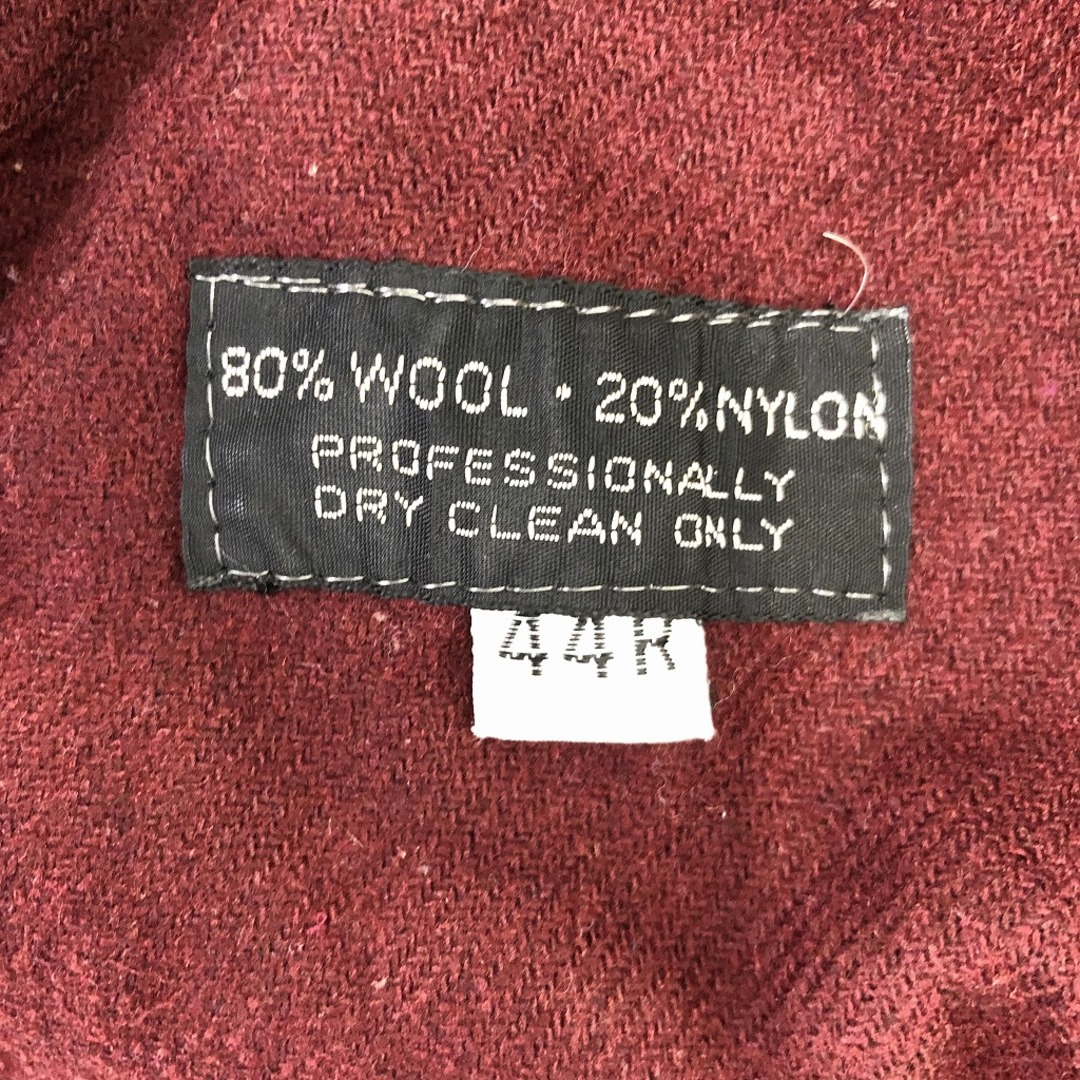 80% WOOL • 20% NYLON
PROFESSIONALLY
DRY CLEAN ONLY
44R